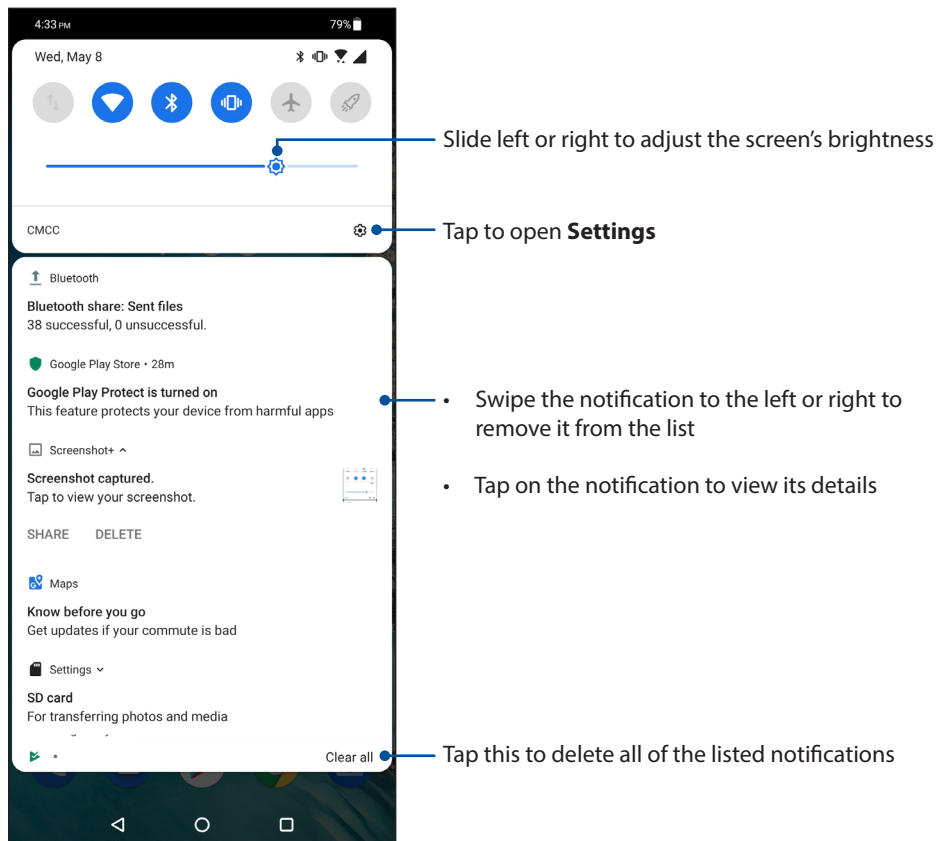 4:33 PM 79%
Wed, May 8
Slide left or right to adjust the screen's brightness
CMCC
Tap to open Settings
Bluetooth
Bluetooth share: Sent files
38 successful, 0 unsuccessful.
Google Play Store • 28m
Google Play Protect is turned on
This feature protects your device from harmful apps
• Swipe the notification to the left or right to
remove it from the list
Screenshot+
Screenshot captured.
Tap to view your screenshot.
• Tap on the notification to view its details
SHARE DELETE
Maps
Know before you go
Get updates if your commute is bad
Settings
SD card
For transferring photos and media
Clear all
Tap this to delete all of the listed notifications